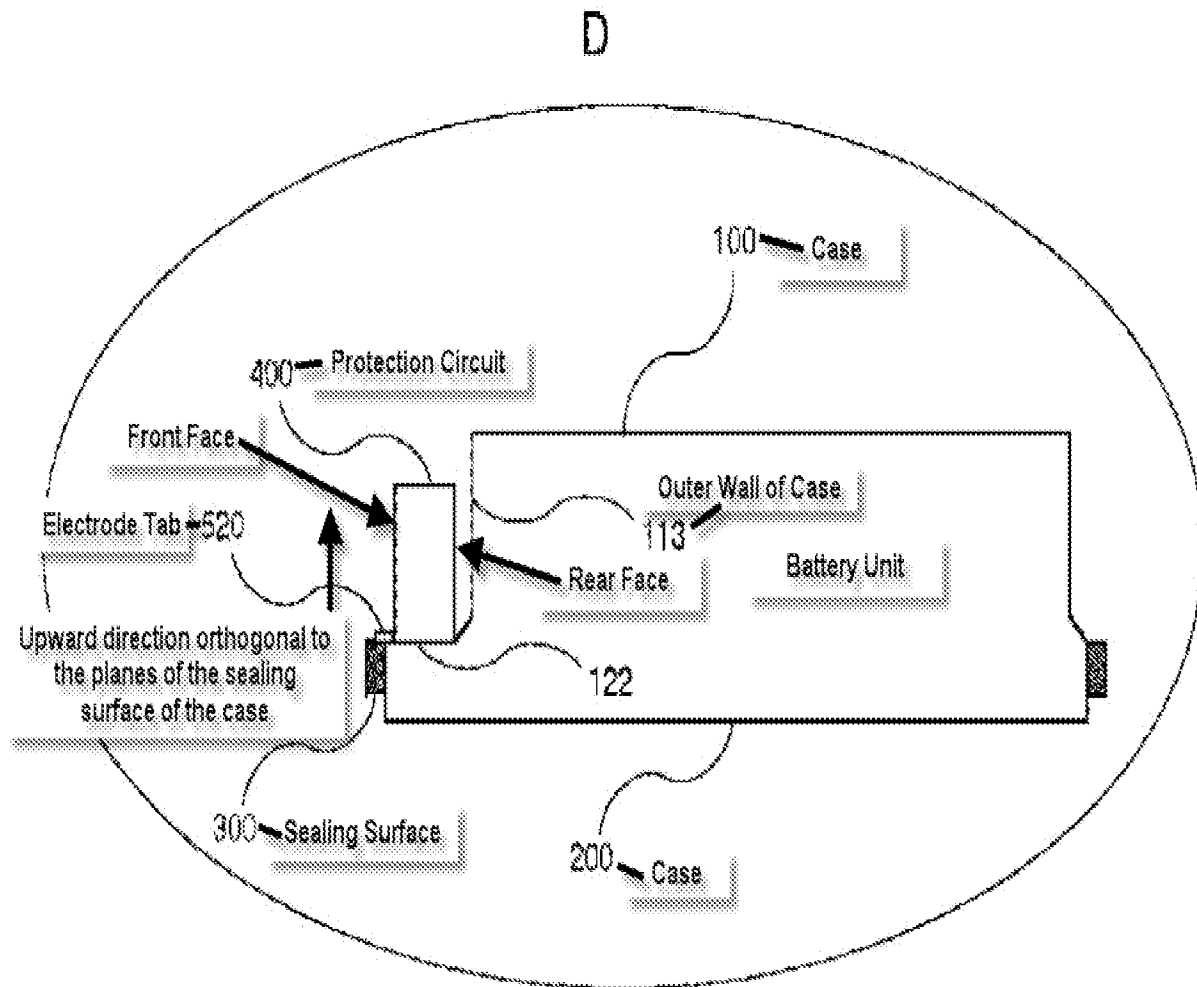 D
100 Case
400 Protection Circuit
Front Face
Outer Wall of Case
Electrode Tab 520
113
Rear Face
Battery Unit
Upward direction orthogonal to
the planes of the sealing
surface of the case
122
300 Sealing Surface
200 Case